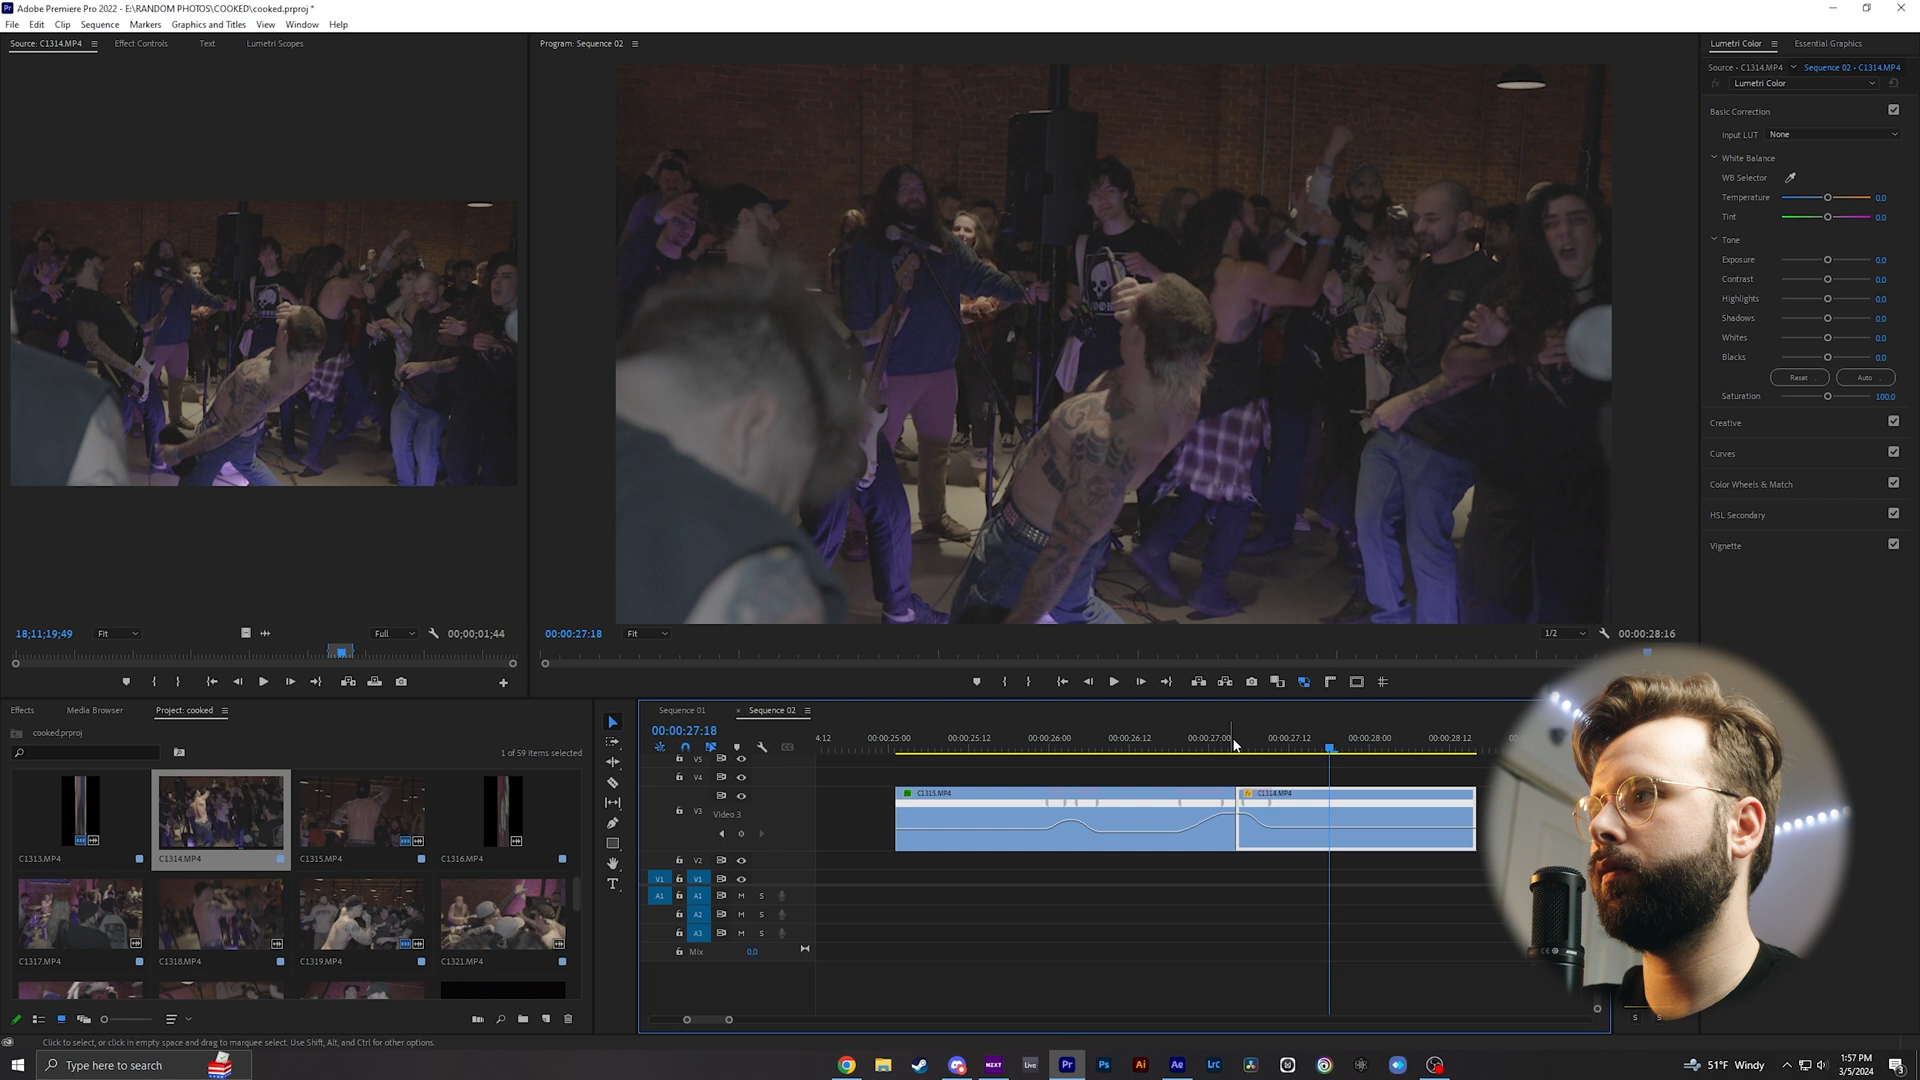 Adobe Premiere Pro 2022 - E:\RANDOM PHOTOS\COOKED\cooked.prproj *
File Edit Clip Sequence Markers Graphics and Titles View Window Help
Source: C1314.MP4 Effect Controls Text Lumetri Scopes
Program: Sequence 02
Lumetri Color Essential Graphics
Source • C1314.MP4 Sequence 02 • C1314.MP4
fx Lumetri Color
Basic Correction
Input LUT None
White Balance
WB Selector
Temperature 0.0
Tint 0.0
Tone
Exposure 0.0
Contrast 0.0
Highlights 0.0
Shadows 0.0
Whites 0.0
Blacks 0.0
Reset Auto
Saturation 100.0
Creative
Curves
Color Wheels & Match
HSL Secondary
Vignette
18;11;19;49 Fit Full 00;00;01;44
00:00:27:18 Fit 1/2 00:00:28:16
Effects Media Browser Project: cooked
cooked.prproj
1 of 59 items selected
C1313.MP4 C1314.MP4 C1315.MP4 C1316.MP4
C1317.MP4 C1318.MP4 C1319.MP4 C1321.MP4
Sequence 01 × Sequence 02
00:00:27:18
4:12 00:00:25:00 00:00:25:12 00:00:26:00 00:00:26:12 00:00:27:00 00:00:27:12 00:00:28:00 00:00:28:12
V5
V4
C1315.MP4 C1314.MP4
V3 Video 3
V2
V1 V1
A1 A1 M S
A2 M S
A3 M S
Mix 0.0
S S
Click to select, or click in empty space and drag to marquee select. Use Shift, Alt, and Ctrl for other options.
Type here to search
NZXT Live Pr Ps Ai Ae LrC
51°F Windy
1:57 PM
3/5/2024
3